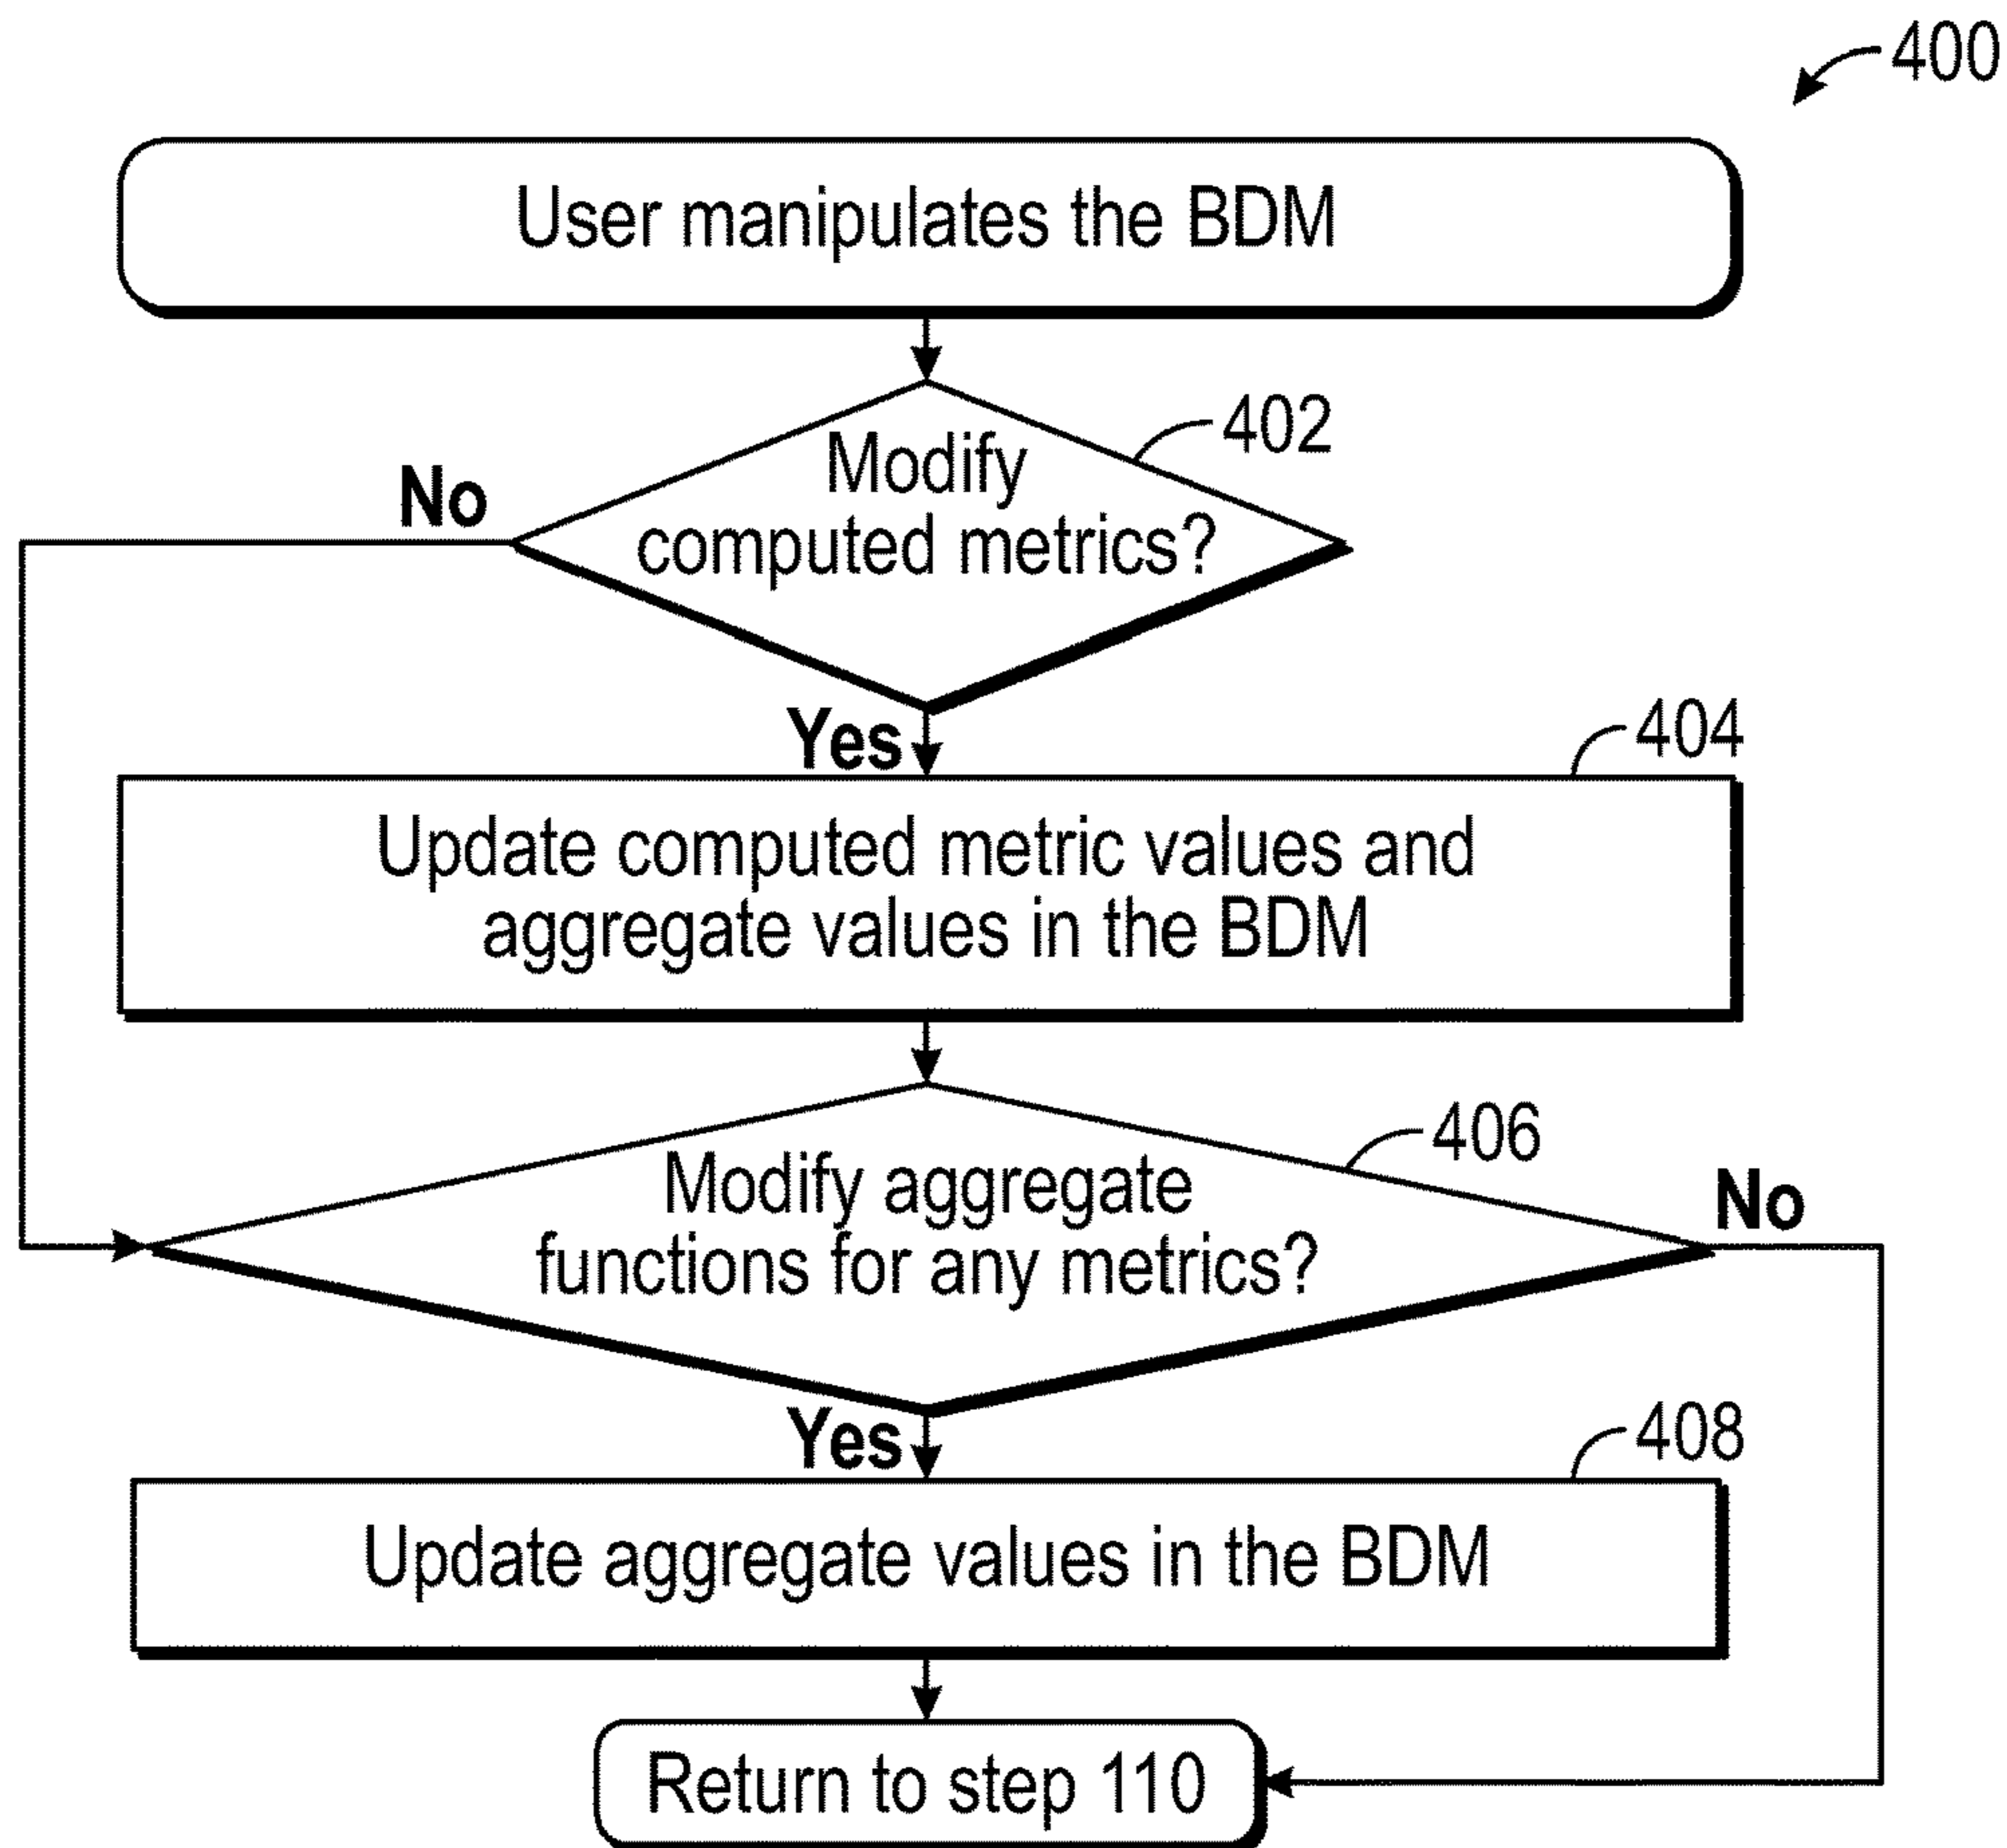 400
User manipulates the BDM
402
Modify
computed metrics?
No
Yes
404
Update computed metric values and
aggregate values in the BDM
406
Modify aggregate
functions for any metrics?
No
Yes
408
Update aggregate values in the BDM
Return to step 110